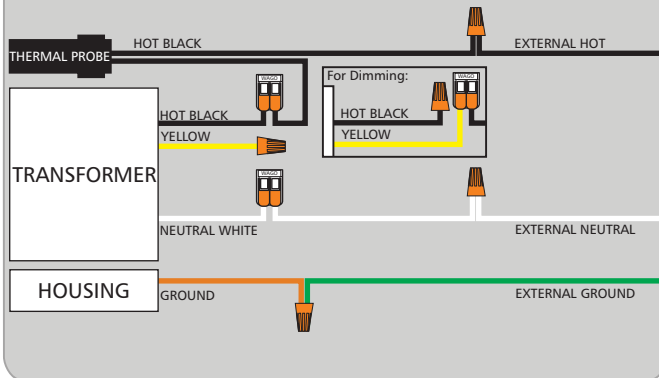 HOT BLACK
EXTERNAL HOT
THERMAL PROBE
For Dimming:
WAGO
WAGO
HOT BLACK
HOT BLACK
YELLOW
YELLOW
TRANSFORMER
WAGO
NEUTRAL WHITE
EXTERNAL NEUTRAL
HOUSING
GROUND
EXTERNAL GROUND